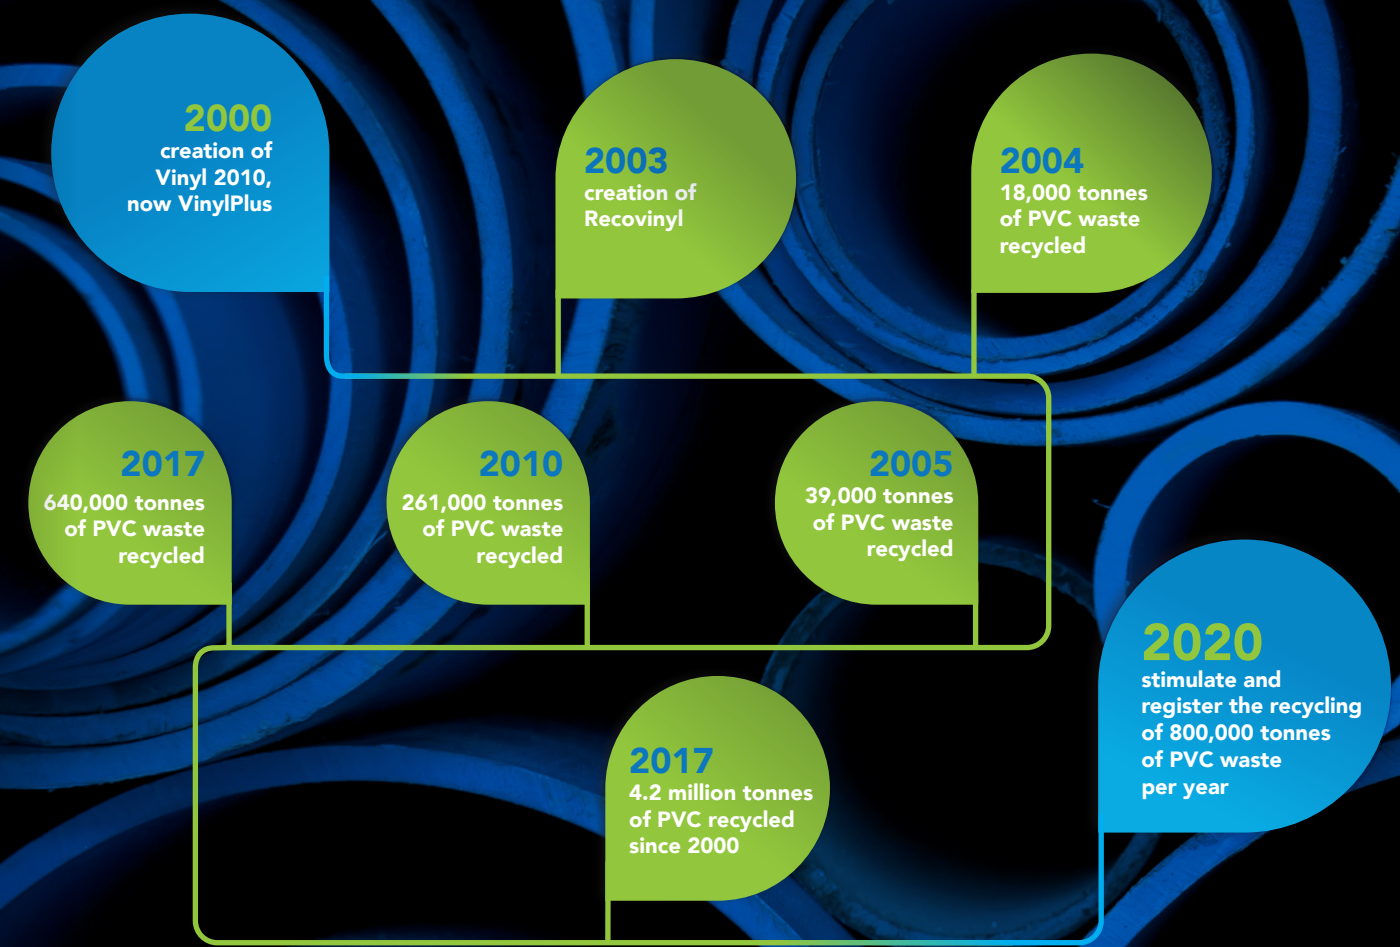 2000
creation of
Vinyl 2010,
now VinylPlus
2003
creation of
Recovinyl
2004
18,000 tonnes
of PVC waste
recycled
2005
39,000 tonnes
of PVC waste
recycled
2010
261,000 tonnes
of PVC waste
recycled
2017
640,000 tonnes
of PVC waste
recycled
2017
4.2 million tonnes
of PVC recycled
since 2000
2020
stimulate and
register the recycling
of 800,000 tonnes
of PVC waste
per year